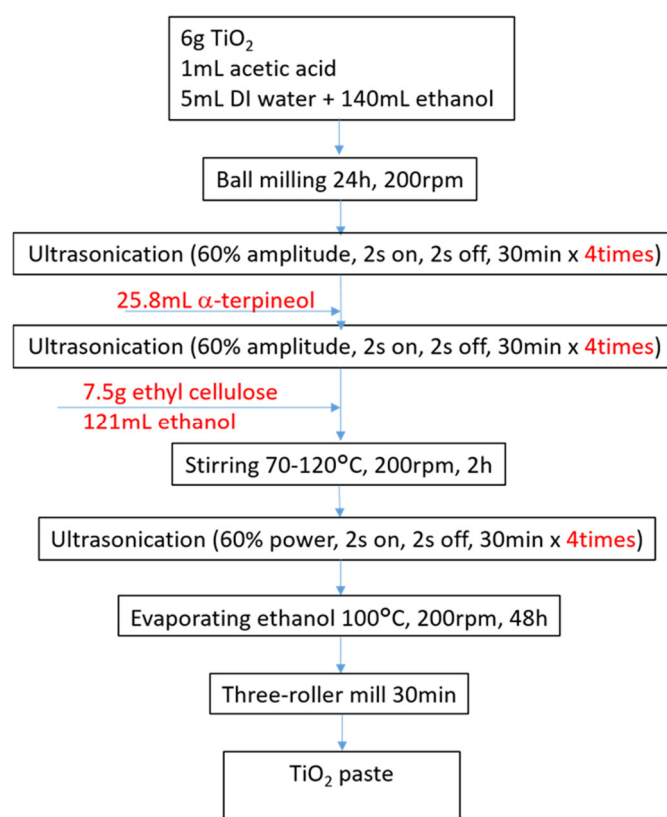 6g TiO₂
1mL acetic acid
5mL DI water + 140mL ethanol
Ball milling 24h, 200rpm
Ultrasonication (60% amplitude, 2s on, 2s off, 30min x 4times)
25.8mL α-terpineol
Ultrasonication (60% amplitude, 2s on, 2s off, 30min x 4times)
7.5g ethyl cellulose
121mL ethanol
Stirring 70-120°C, 200rpm, 2h
Ultrasonication (60% power, 2s on, 2s off, 30min x 4times)
Evaporating ethanol 100°C, 200rpm, 48h
Three-roller mill 30min
TiO₂ paste